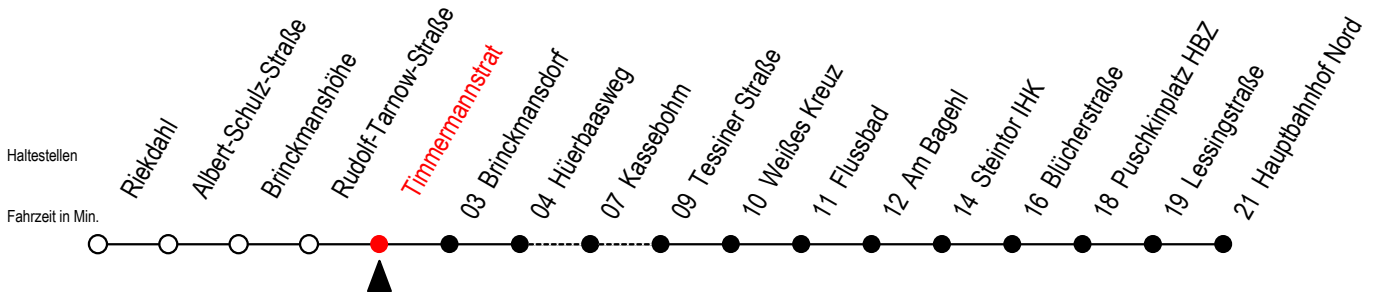 Haltestellen
Fahrzeit in Min.
Riekdahl
Albert-Schulz-Straße
Brinckmanshöhe
Rudolf-Tarnow-Straße
Timmermannstrat
03 Brinckmansdorf
04 Hüerbaasweg
07 Kassebohm
09 Tessiner Straße
10 Weißes Kreuz
11 Flussbad
12 Am Bagehl
14 Steintor IHK
16 Blücherstraße
18 Puschkinplatz HBZ
19 Lessingstraße
21 Hauptbahnhof Nord